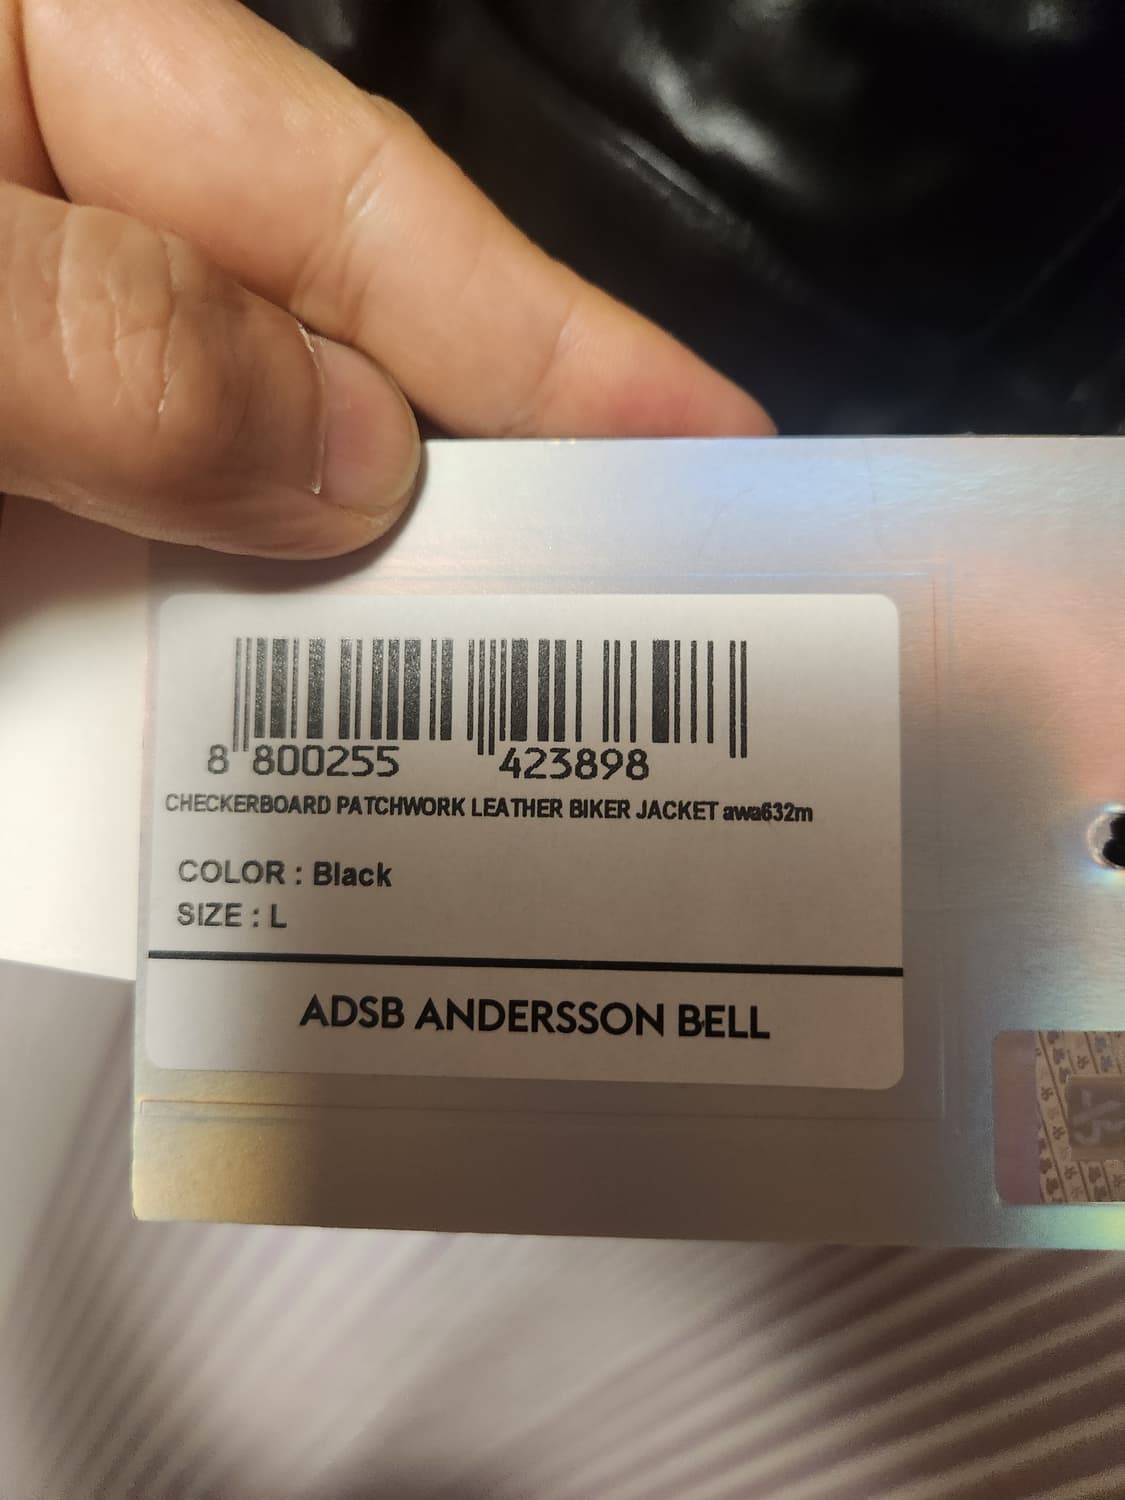 8 800255 423898
CHECKERBOARD PATCHWORK LEATHER BIKER JACKET awa632m
COLOR : Black
SIZE : L
ADSB ANDERSSON BELL